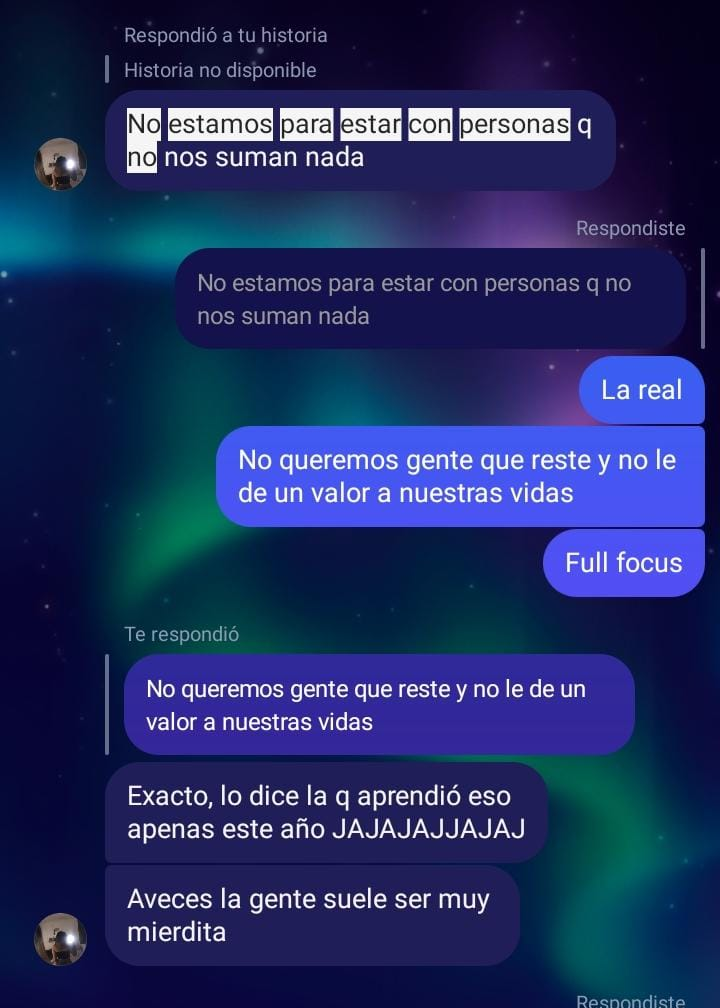 Respondió a tu historia
Historia no disponible
No estamos para estar con personas q
no nos suman nada
Respondiste
No estamos para estar con personas q no
nos suman nada
La real
No queremos gente que reste y no le
de un valor a nuestras vidas
Full focus
Te respondió
No queremos gente que reste y no le de un
valor a nuestras vidas
Exacto, lo dice la q aprendió eso
apenas este año JAJAJAJJAJAJ
Aveces la gente suele ser muy
mierdita
Respondiste